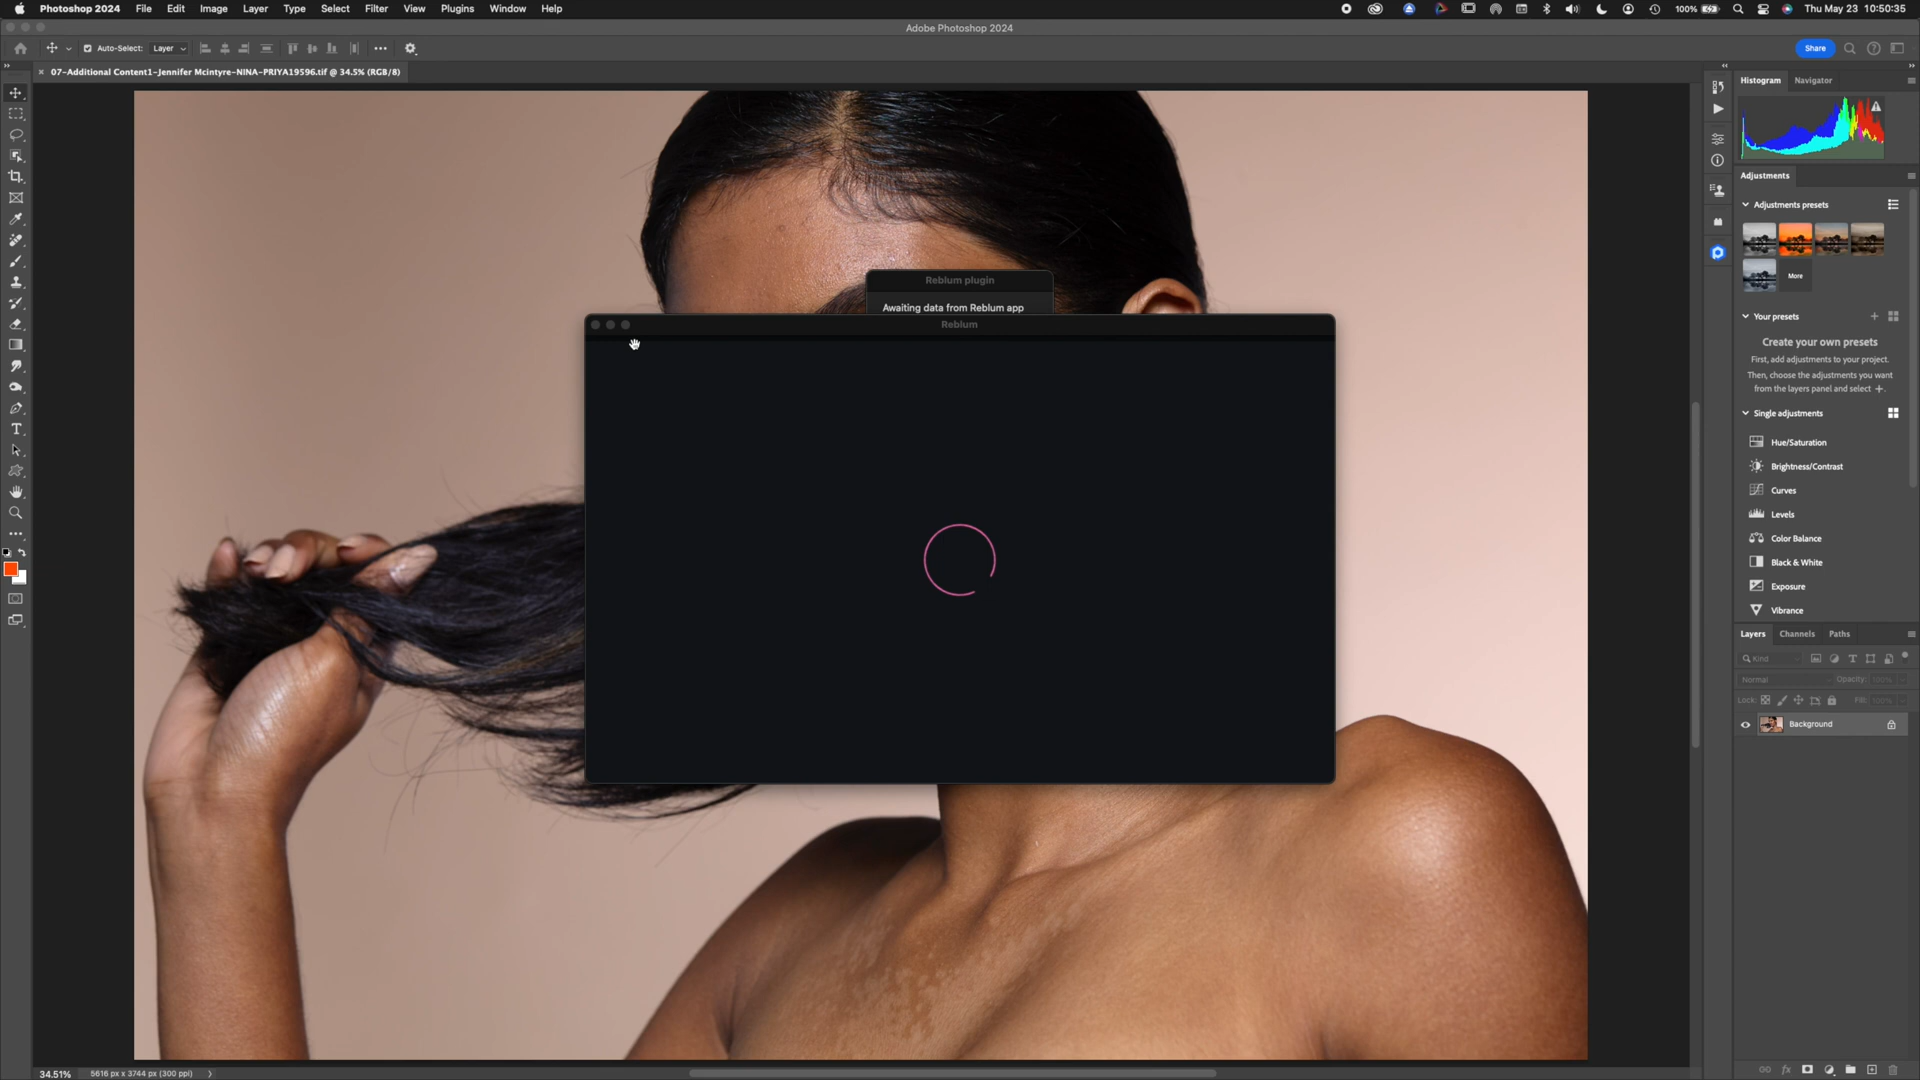 Photoshop 2024 File Edit Image Layer Type Select Filter View Plugins Window Help 100% Thu May 23 10:50:35
Adobe Photoshop 2024
Auto-Select: Layer Share
07-Additional Content1-Jennifer Mcintyre-NINA-PRIYA19596.tif @ 34.5% (RGB/8)
Histogram Navigator
Adjustments
Adjustments presets
More
Your presets
Create your own presets
First, add adjustments to your project.
Then, choose the adjustments you want
from the layers panel and select +.
Single adjustments
Hue/Saturation
Brightness/Contrast
Curves
Levels
Color Balance
Black & White
Exposure
Vibrance
Reblum plugin
Awaiting data from Reblum app
Reblum
Layers Channels Paths
Kind
Normal Opacity: 100%
Lock: Fill: 100%
Background
34.51% 5616 px x 3744 px (300 ppi)